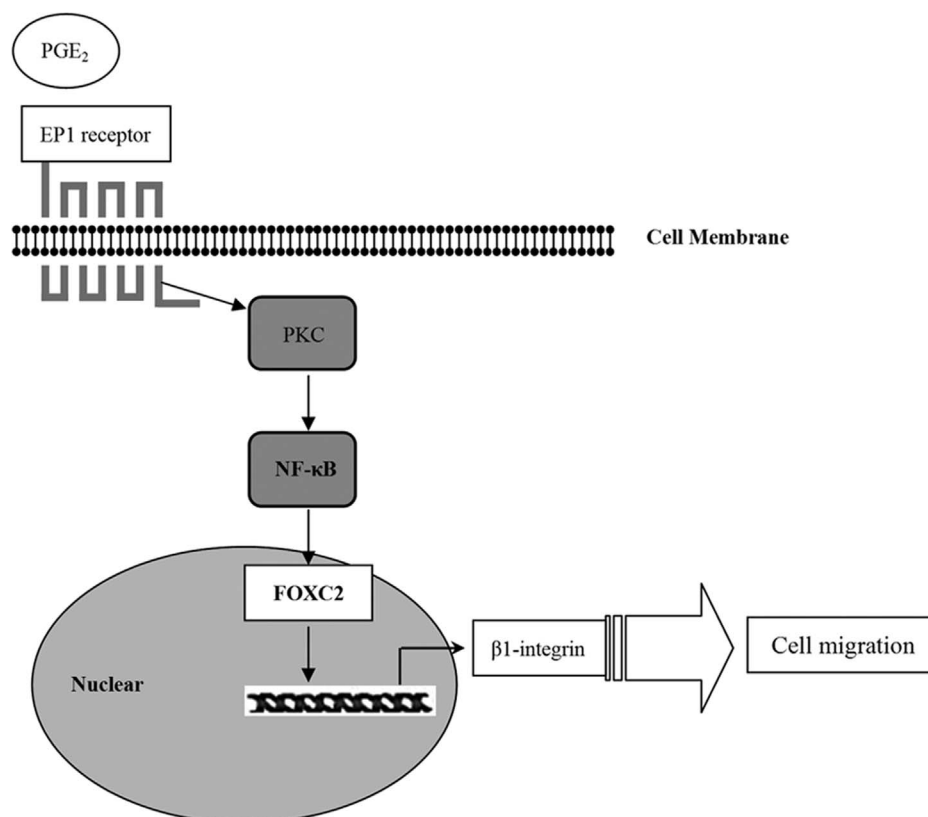 PGE₂
EP1 receptor
Cell Membrane
PKC
NF-κB
FOXC2
Nuclear
β1-integrin
Cell migration